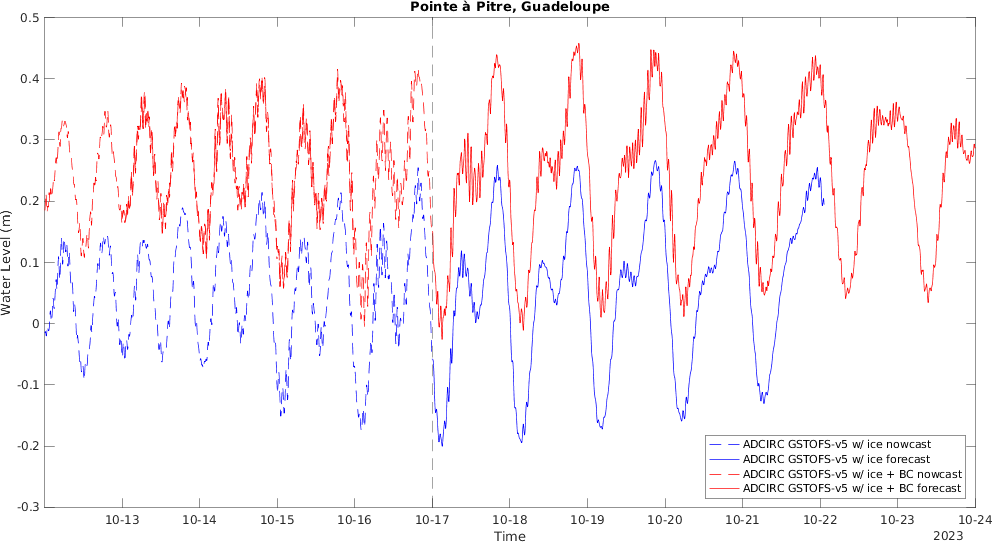 Pointe à Pitre, Guadeloupe
0.5
0.4
0.3
0.2
0.1
0
-0.1
-0.2
-0.3
Water Level (m)
ADCIRC GSTOFS-v5 w/ ice nowcast
ADCIRC GSTOFS-v5 w/ ice forecast
ADCIRC GSTOFS-v5 w/ ice + BC nowcast
ADCIRC GSTOFS-v5 w/ ice + BC forecast
10-13 10-14 10-15 10-16 10-17 10-18 10-19 10-20 10-21 10-22 10-23 10-24
Time
2023